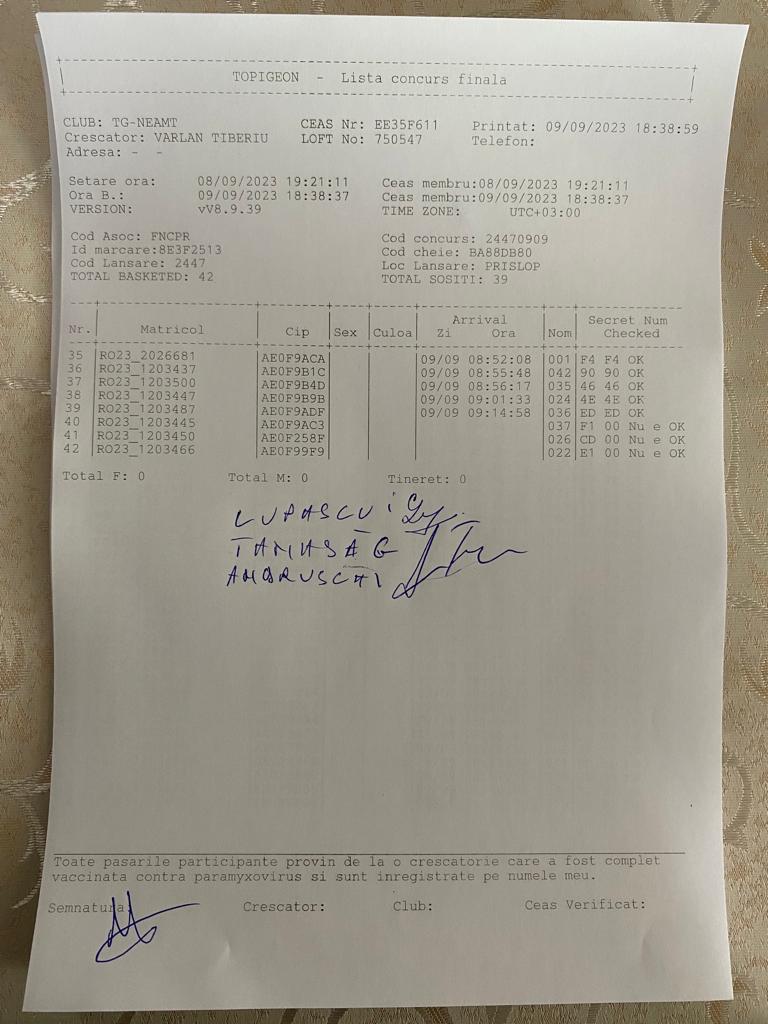 TOPIGEON - Lista concurs finala
CLUB: TG-NEAMT CEAS Nr: EE35F611 Printat: 09/09/2023 18:38:59
Crescator: VARLAN TIBERIU LOFT No: 750547 Telefon:
Adresa: - -
Setare ora: 08/09/2023 19:21:11 Ceas membru:08/09/2023 19:21:11
Ora B.: 09/09/2023 18:38:37 Ceas membru:09/09/2023 18:38:37
VERSION: vV8.9.39 TIME ZONE: UTC+03:00
Cod Asoc: FNCPR Cod concurs: 24470909
Id marcare:8E3F2513 Cod cheie: BA88DB80
Cod Lansare: 2447 Loc Lansare: PRISLOP
TOTAL BASKETED: 42 TOTAL SOSITI: 39
Arrival Secret Num
Nr. Matricol Cip Sex Culoa Zi Ora Nom Checked
35 RO23_2026681 AE0F9ACA 09/09 08:52:08 001 F4 F4 OK
36 RO23_1203437 AE0F9B1C 09/09 08:55:48 042 90 90 OK
37 RO23_1203500 AE0F9B4D 09/09 08:56:17 035 46 46 OK
38 RO23_1203447 AE0F9B9B 09/09 09:01:33 024 4E 4E OK
39 RO23_1203487 AE0F9ADF 09/09 09:14:58 036 ED ED OK
40 RO23_1203445 AE0F9AC3 037 F1 00 Nu e OK
41 RO23_1203450 AE0F258F 026 CD 00 Nu e OK
42 RO23_1203466 AE0F99F9 022 E1 00 Nu e OK
Total F: 0 Total M: 0 Tineret: 0
LUPASCU
TAMASA G
AMBRUSCAI
Toate pasarile participante provin de la o crescatorie care a fost complet
vaccinata contra paramyxovirus si sunt inregistrate pe numele meu.
Semnatura Crescator: Club: Ceas Verificat: